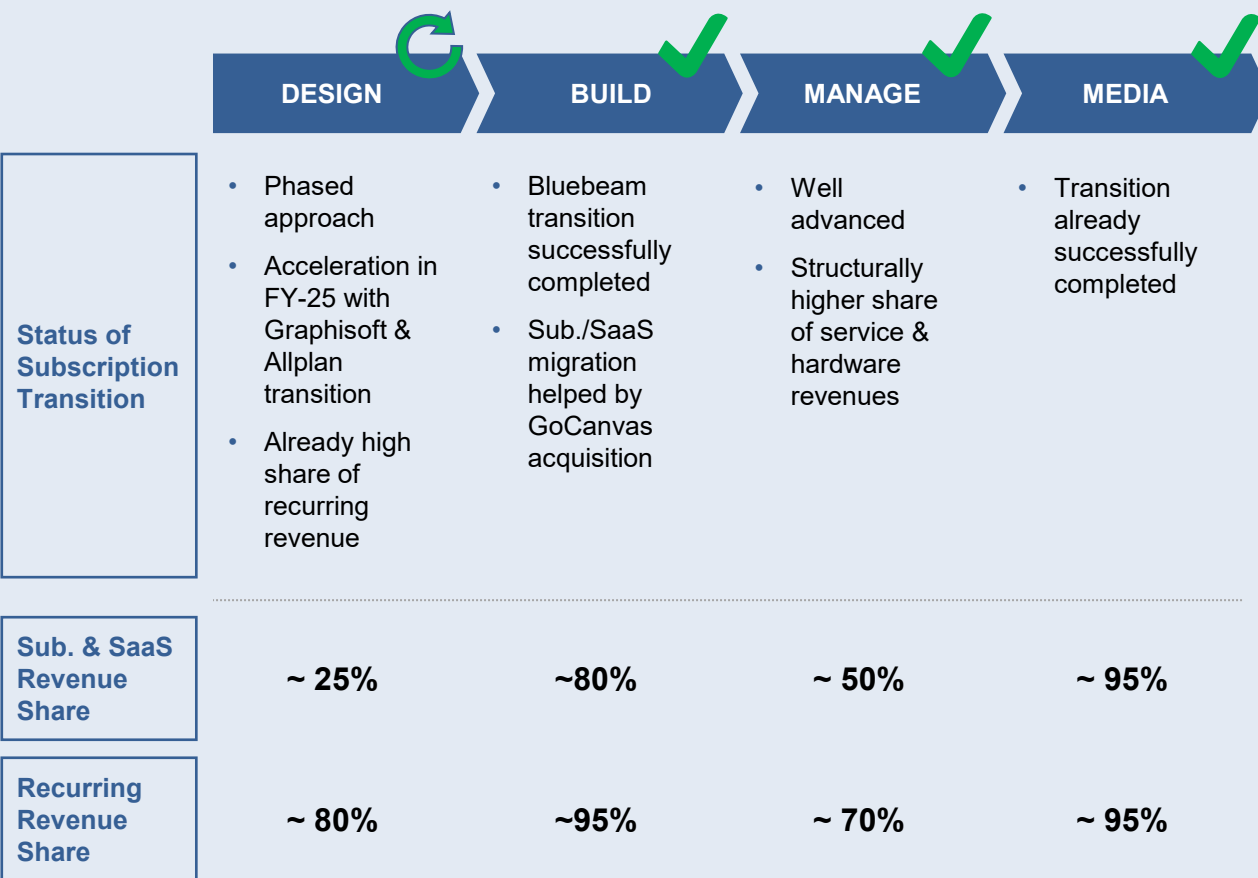 DESIGN
BUILD
MANAGE
MEDIA
Status of
Subscription
Transition
• Phased
approach
• Acceleration in
FY-25 with
Graphisoft &
Allplan
transition
• Already high
share of
recurring
revenue
• Bluebeam
transition
successfully
completed
• Sub./SaaS
migration
helped by
GoCanvas
acquisition
• Well
advanced
• Structurally
higher share
of service &
hardware
revenues
• Transition
already
successfully
completed
Sub. & SaaS
Revenue
Share
~ 25%
~80%
~ 50%
~ 95%
Recurring
Revenue
Share
~ 80%
~95%
~ 70%
~ 95%